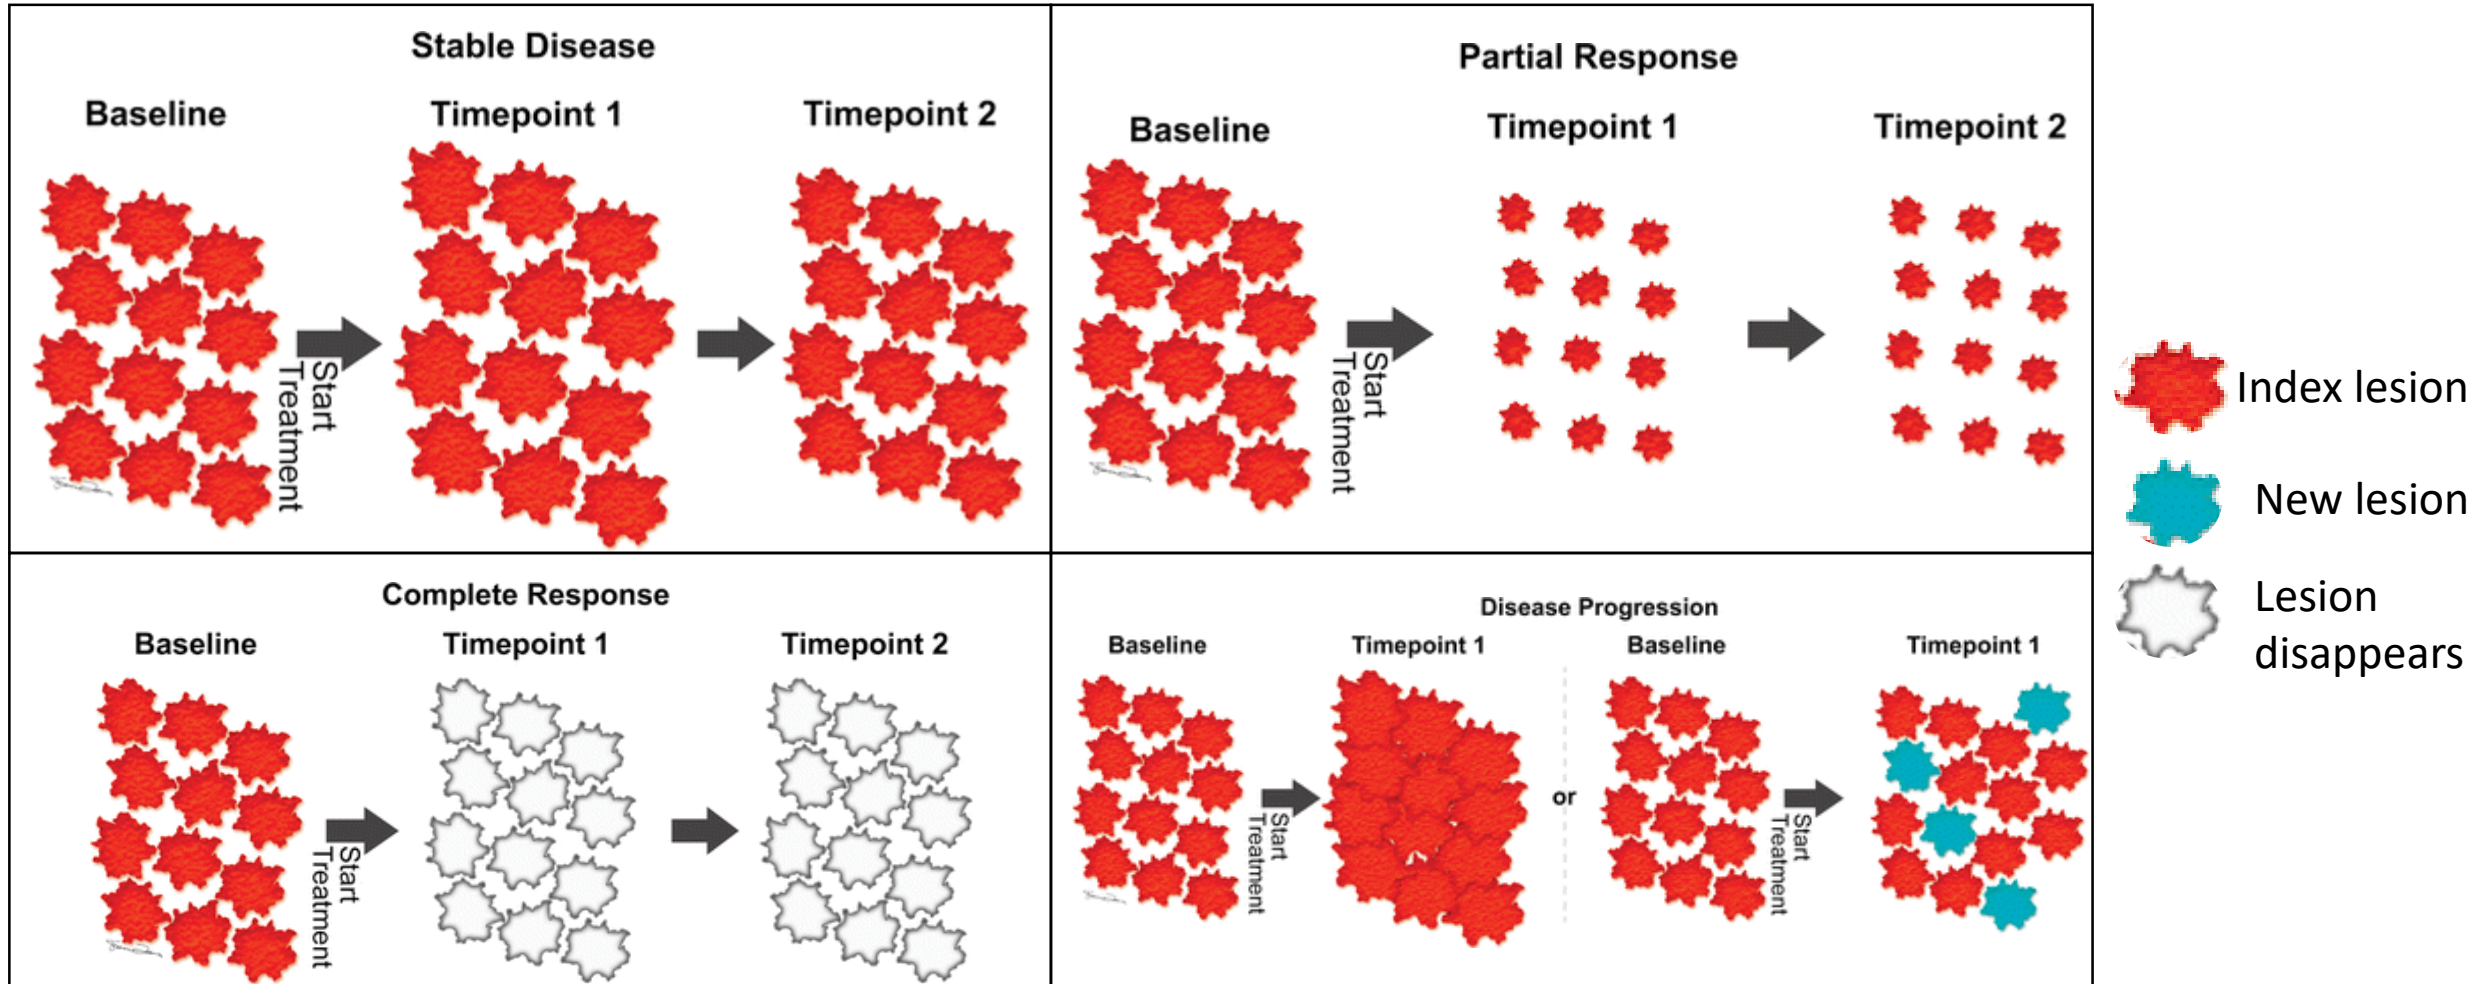 Stable Disease
Baseline
Timepoint 1
Timepoint 2
Start
Treatment
Partial Response
Baseline
Timepoint 1
Timepoint 2
Start
Treatment
Complete Response
Baseline
Timepoint 1
Timepoint 2
Start
Treatment
Disease Progression
Baseline
Timepoint 1
Start
Treatment
or
Baseline
Timepoint 1
Start
Treatment
Index lesion
New lesion
Lesion
disappears